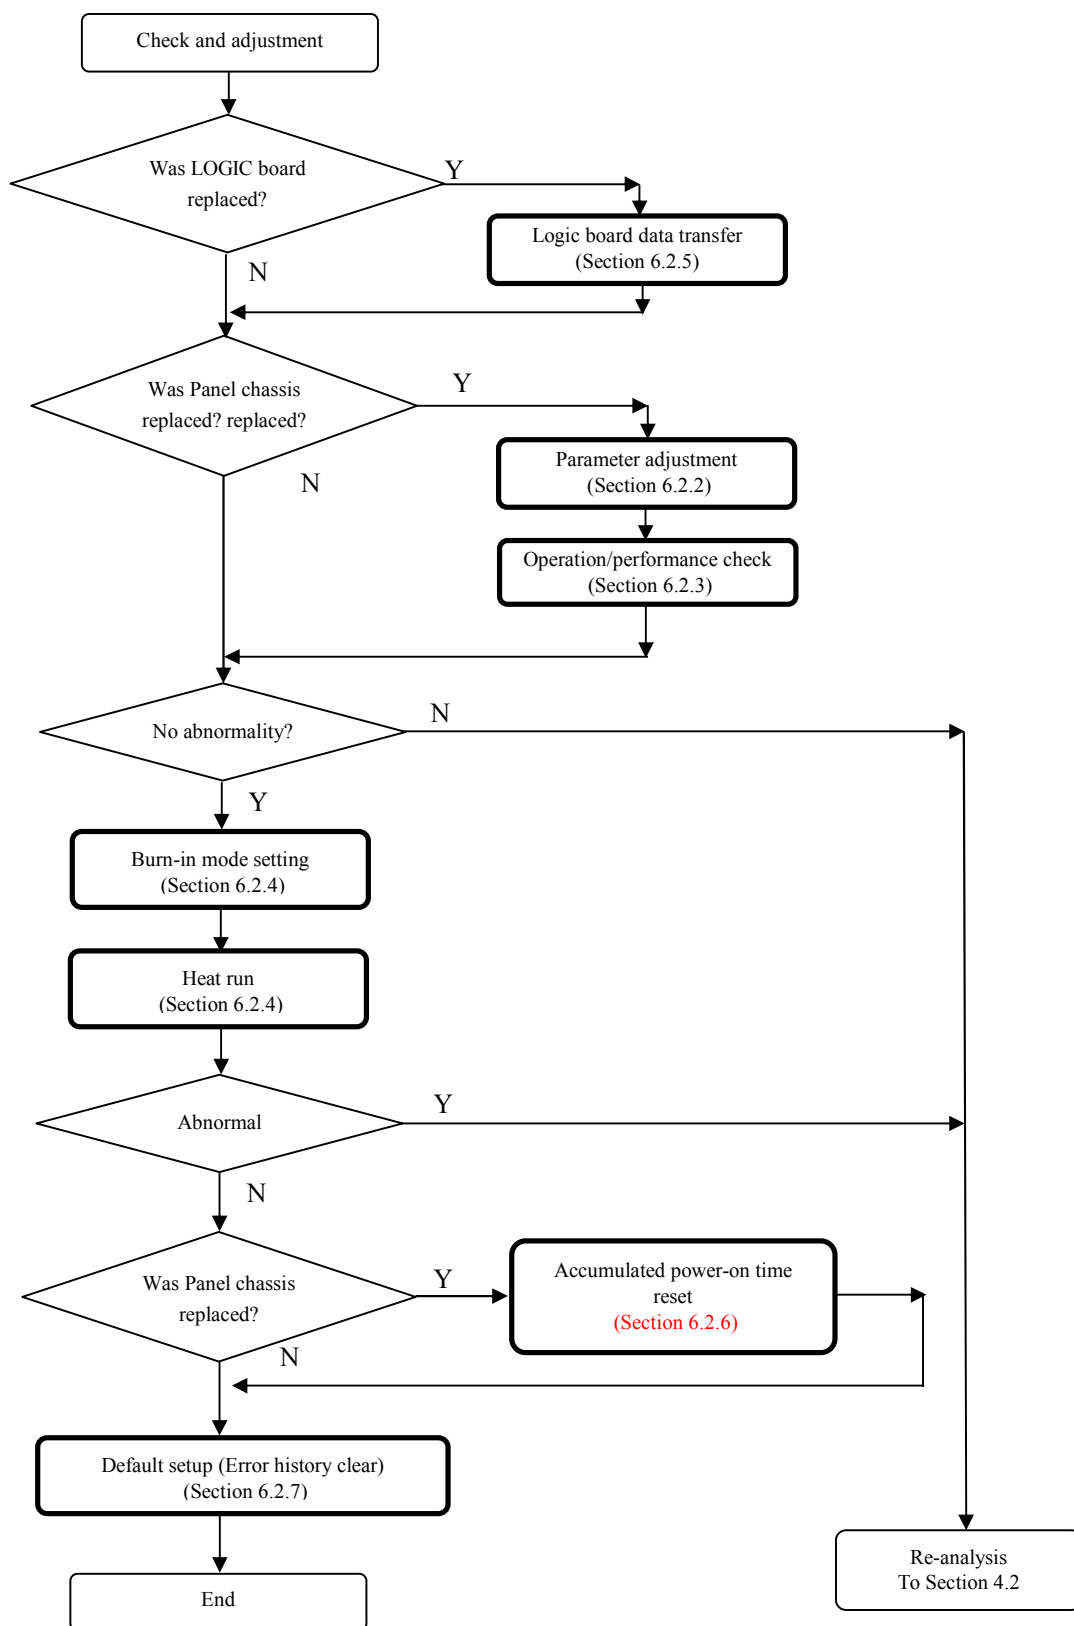 Check and adjustment
Was LOGIC board
replaced?
Y
Logic board data transfer
(Section 6.2.5)
N
Was Panel chassis
replaced? replaced?
Y
Parameter adjustment
(Section 6.2.2)
N
Operation/performance check
(Section 6.2.3)
No abnormality?
N
Y
Burn-in mode setting
(Section 6.2.4)
Heat run
(Section 6.2.4)
Abnormal
Y
N
Was Panel chassis
replaced?
Y
Accumulated power-on time
reset
(Section 6.2.6)
N
Default setup (Error history clear)
(Section 6.2.7)
End
Re-analysis
To Section 4.2